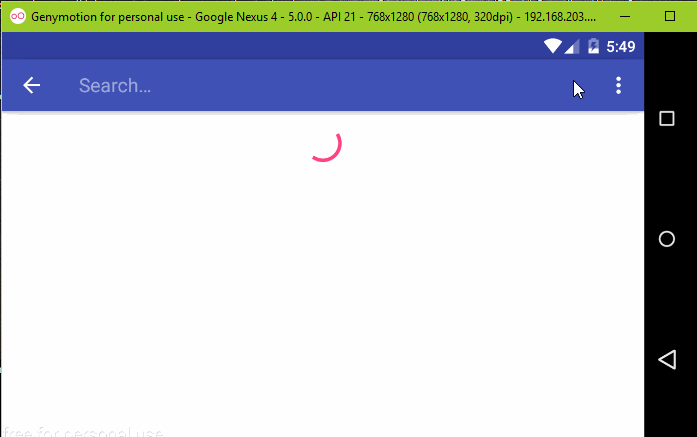 Genymotion for personal use - Google Nexus 4 - 5.0.0 - API 21 - 768x1280 (768x1280, 320dpi) - 192.168.203....
5:49
Search...
free for personal use